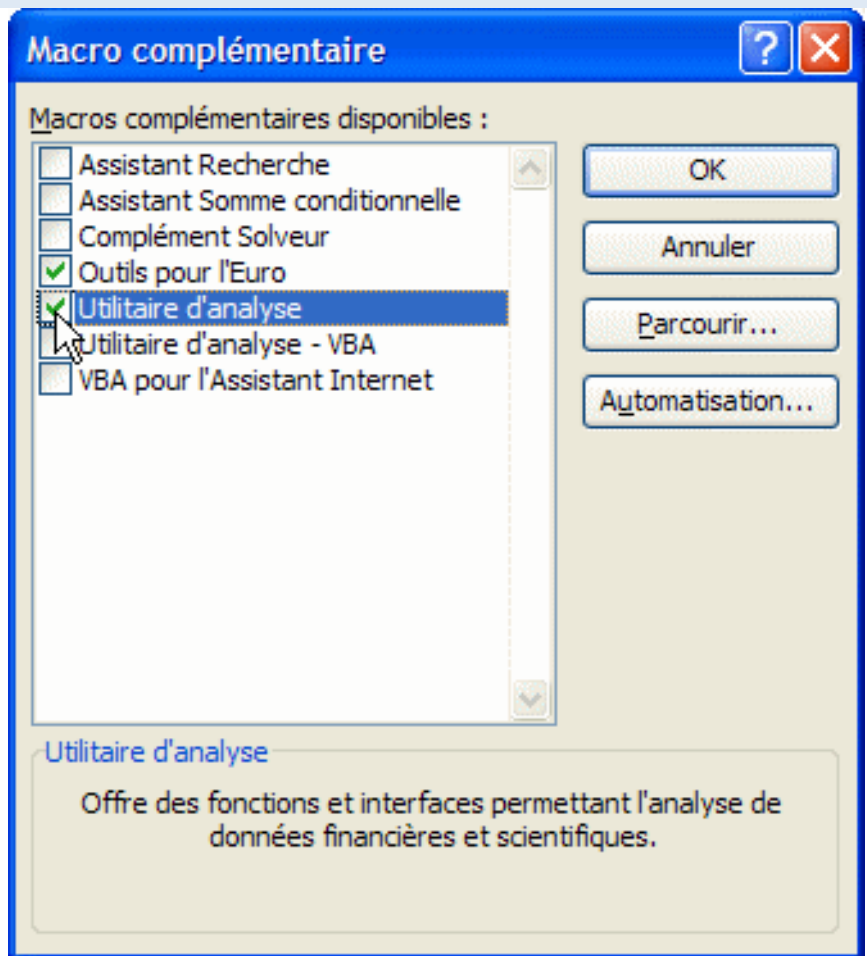 Macro complémentaire
Macros complémentaires disponibles :
Assistant Recherche
Assistant Somme conditionnelle
Complément Solveur
Outils pour l'Euro
Utilitaire d'analyse
Utilitaire d'analyse - VBA
VBA pour l'Assistant Internet
OK
Annuler
Parcourir...
Automatisation...
Utilitaire d'analyse
Offre des fonctions et interfaces permettant l'analyse de
données financières et scientifiques.